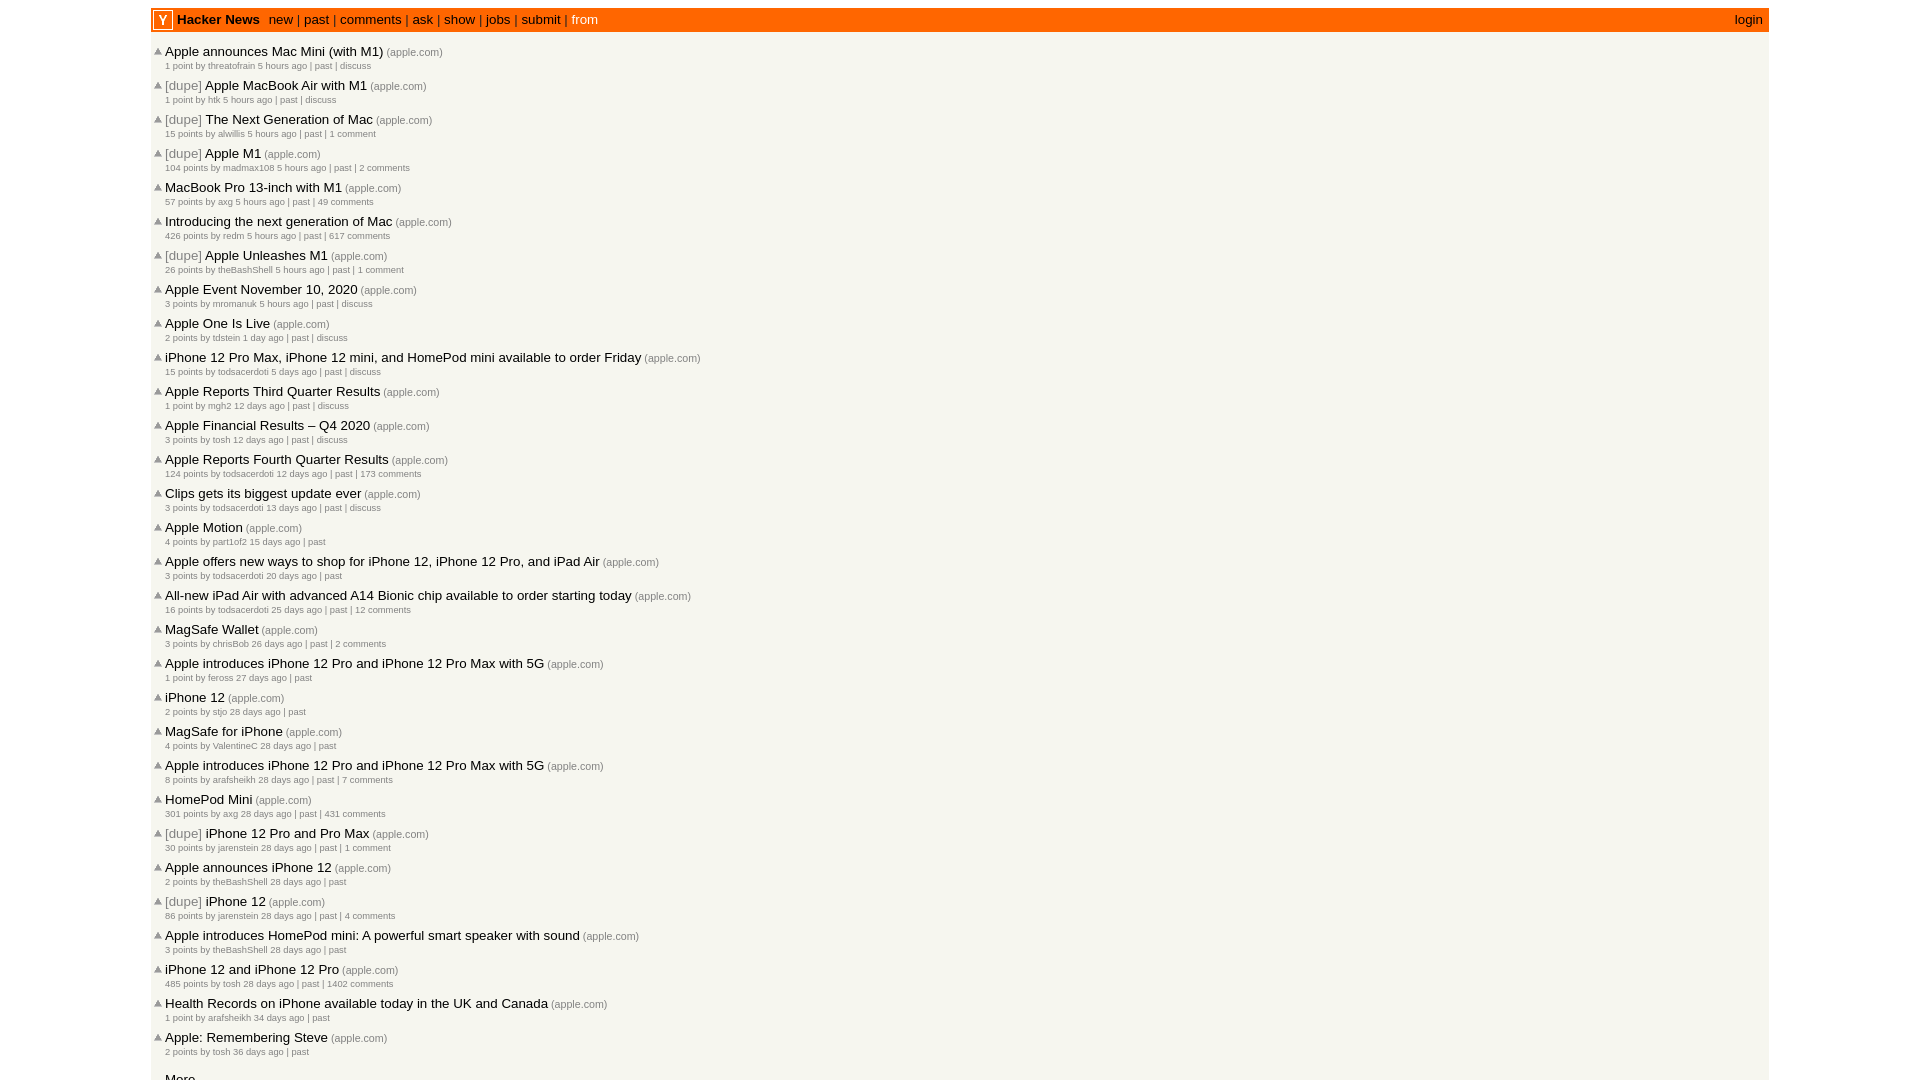 Y Hacker News new | past | comments | ask | show | jobs | submit | from login
Apple announces Mac Mini (with M1) (apple.com)
1 point by threatofrain 5 hours ago | past | discuss
[dupe] Apple MacBook Air with M1 (apple.com)
1 point by htk 5 hours ago | past | discuss
[dupe] The Next Generation of Mac (apple.com)
15 points by alwillis 5 hours ago | past | 1 comment
[dupe] Apple M1 (apple.com)
104 points by madmax108 5 hours ago | past | 2 comments
MacBook Pro 13-inch with M1 (apple.com)
57 points by axg 5 hours ago | past | 49 comments
Introducing the next generation of Mac (apple.com)
426 points by redm 5 hours ago | past | 617 comments
[dupe] Apple Unleashes M1 (apple.com)
26 points by theBashShell 5 hours ago | past | 1 comment
Apple Event November 10, 2020 (apple.com)
3 points by mromanuk 5 hours ago | past | discuss
Apple One Is Live (apple.com)
2 points by tdstein 1 day ago | past | discuss
iPhone 12 Pro Max, iPhone 12 mini, and HomePod mini available to order Friday (apple.com)
15 points by todsacerdoti 5 days ago | past | discuss
Apple Reports Third Quarter Results (apple.com)
1 point by mgh2 12 days ago | past | discuss
Apple Financial Results – Q4 2020 (apple.com)
3 points by tosh 12 days ago | past | discuss
Apple Reports Fourth Quarter Results (apple.com)
124 points by todsacerdoti 12 days ago | past | 173 comments
Clips gets its biggest update ever (apple.com)
3 points by todsacerdoti 13 days ago | past | discuss
Apple Motion (apple.com)
4 points by part1of2 15 days ago | past
Apple offers new ways to shop for iPhone 12, iPhone 12 Pro, and iPad Air (apple.com)
3 points by todsacerdoti 20 days ago | past
All-new iPad Air with advanced A14 Bionic chip available to order starting today (apple.com)
16 points by todsacerdoti 25 days ago | past | 12 comments
MagSafe Wallet (apple.com)
3 points by chrisBob 26 days ago | past | 2 comments
Apple introduces iPhone 12 Pro and iPhone 12 Pro Max with 5G (apple.com)
1 point by feross 27 days ago | past
iPhone 12 (apple.com)
2 points by stjo 28 days ago | past
MagSafe for iPhone (apple.com)
4 points by ValentineC 28 days ago | past
Apple introduces iPhone 12 Pro and iPhone 12 Pro Max with 5G (apple.com)
8 points by arafsheikh 28 days ago | past | 7 comments
HomePod Mini (apple.com)
301 points by axg 28 days ago | past | 431 comments
[dupe] iPhone 12 Pro and Pro Max (apple.com)
30 points by jarenstein 28 days ago | past | 1 comment
Apple announces iPhone 12 (apple.com)
2 points by theBashShell 28 days ago | past
[dupe] iPhone 12 (apple.com)
86 points by jarenstein 28 days ago | past | 4 comments
Apple introduces HomePod mini: A powerful smart speaker with sound (apple.com)
3 points by theBashShell 28 days ago | past
iPhone 12 and iPhone 12 Pro (apple.com)
485 points by tosh 28 days ago | past | 1402 comments
Health Records on iPhone available today in the UK and Canada (apple.com)
1 point by arafsheikh 34 days ago | past
Apple: Remembering Steve (apple.com)
2 points by tosh 36 days ago | past
More